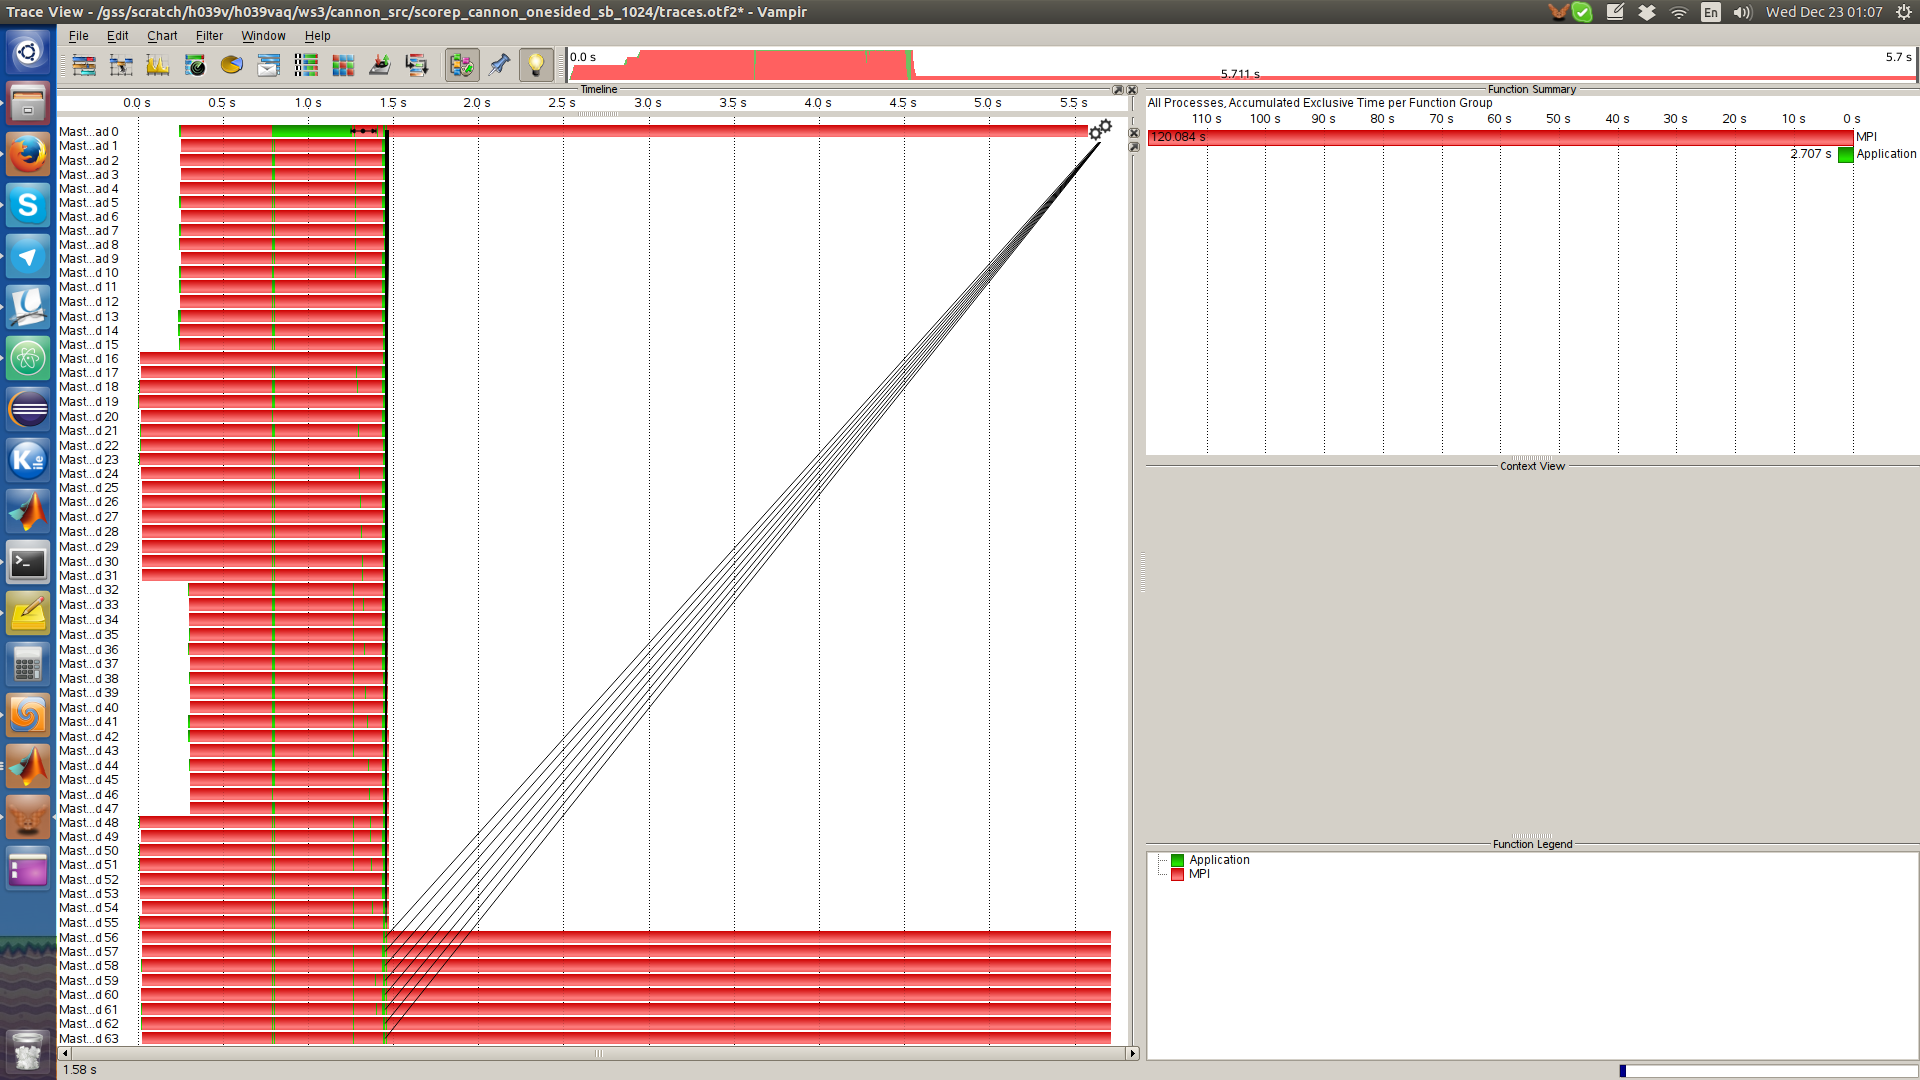 Trace View - /gss/scratch/h039v/h039vaq/ws3/cannon_src/scorep_cannon_onesided_sb_1024/traces.otf2* - Vampir
En
Wed Dec 23 01:07
File Edit Chart Filter Window Help
0.0 s
5.7 s
5.711 s
Timeline
0.0 s 0.5 s 1.0 s 1.5 s 2.0 s 2.5 s 3.0 s 3.5 s 4.0 s 4.5 s 5.0 s 5.5 s
Mast...ad 0
Mast...ad 1
Mast...ad 2
Mast...ad 3
Mast...ad 4
Mast...ad 5
Mast...ad 6
Mast...ad 7
Mast...ad 8
Mast...ad 9
Mast...d 10
Mast...d 11
Mast...d 12
Mast...d 13
Mast...d 14
Mast...d 15
Mast...d 16
Mast...d 17
Mast...d 18
Mast...d 19
Mast...d 20
Mast...d 21
Mast...d 22
Mast...d 23
Mast...d 24
Mast...d 25
Mast...d 26
Mast...d 27
Mast...d 28
Mast...d 29
Mast...d 30
Mast...d 31
Mast...d 32
Mast...d 33
Mast...d 34
Mast...d 35
Mast...d 36
Mast...d 37
Mast...d 38
Mast...d 39
Mast...d 40
Mast...d 41
Mast...d 42
Mast...d 43
Mast...d 44
Mast...d 45
Mast...d 46
Mast...d 47
Mast...d 48
Mast...d 49
Mast...d 50
Mast...d 51
Mast...d 52
Mast...d 53
Mast...d 54
Mast...d 55
Mast...d 56
Mast...d 57
Mast...d 58
Mast...d 59
Mast...d 60
Mast...d 61
Mast...d 62
Mast...d 63
1.58 s
Function Summary
All Processes, Accumulated Exclusive Time per Function Group
110 s 100 s 90 s 80 s 70 s 60 s 50 s 40 s 30 s 20 s 10 s 0 s
120.084 s
MPI
2.707 s
Application
Context View
Function Legend
Application
MPI